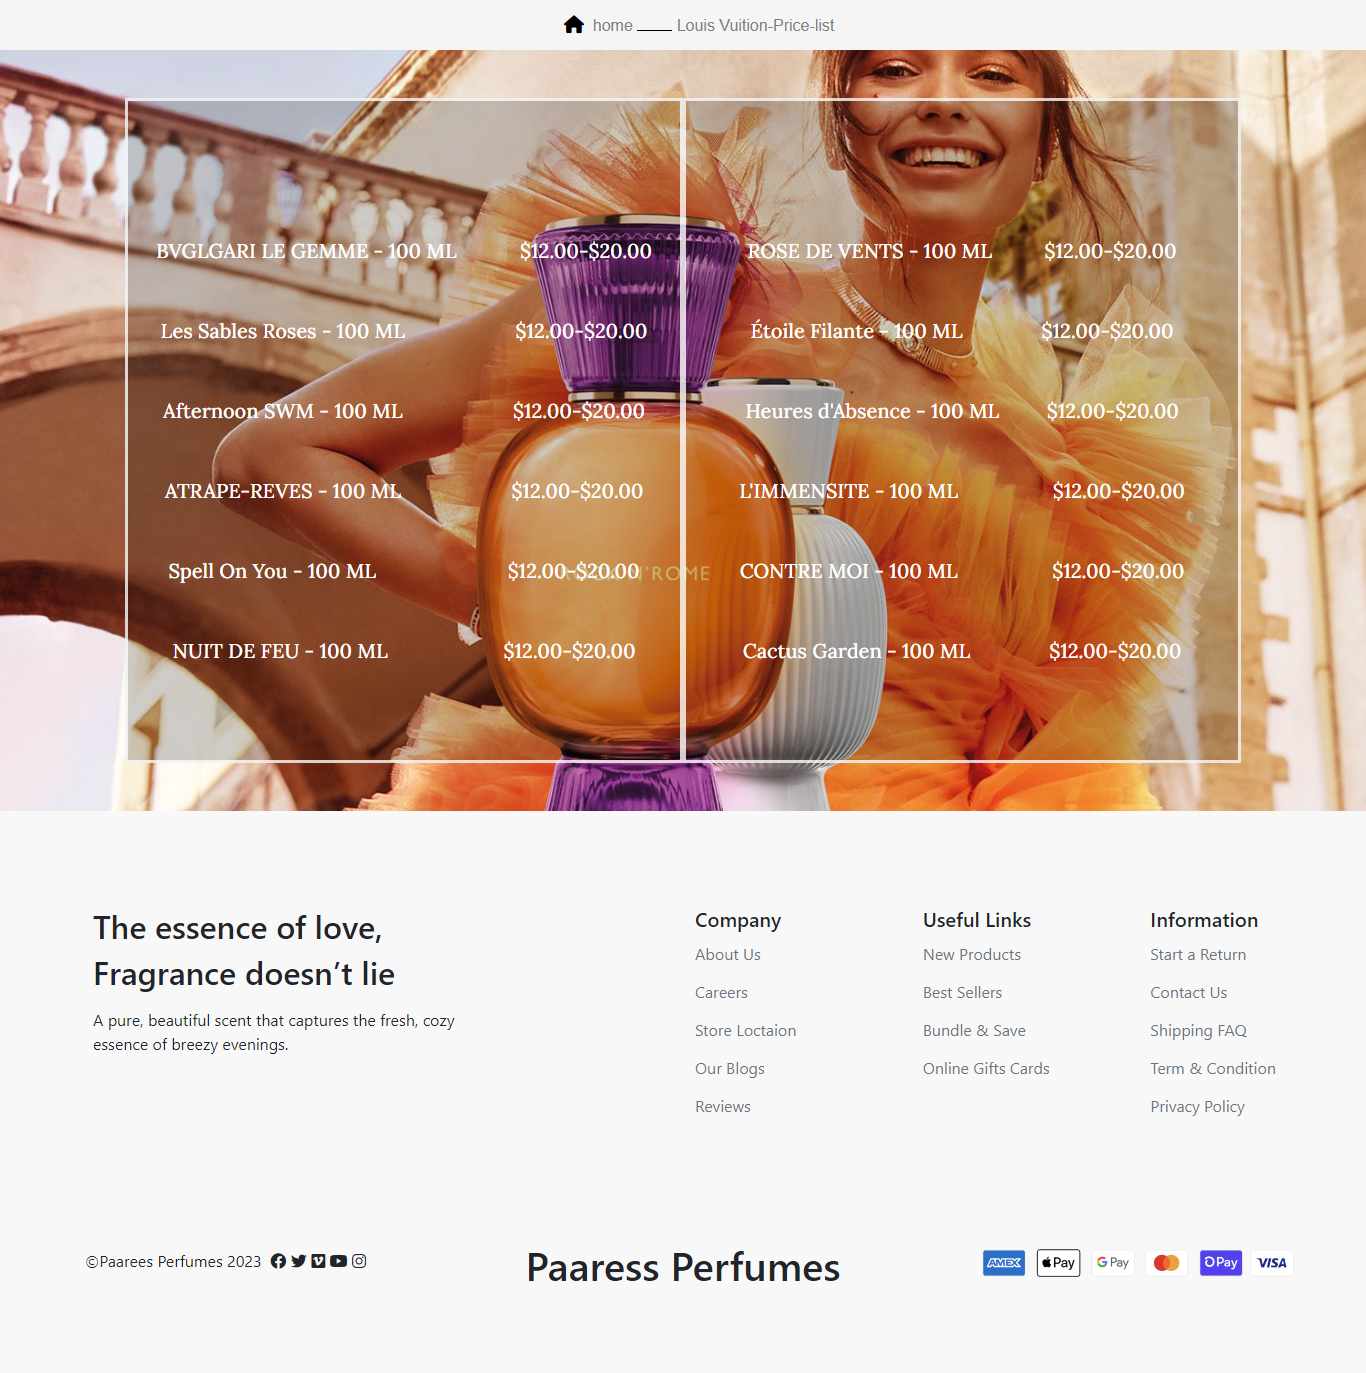 home Louis Vuition-Price-list
BVGLGARI LE GEMME - 100 ML $12.00-$20.00
Les Sables Roses - 100 ML $12.00-$20.00
Afternoon SWM - 100 ML $12.00-$20.00
ATRAPE-REVES - 100 ML $12.00-$20.00
Spell On You - 100 ML $12.00-$20.00
NUIT DE FEU - 100 ML $12.00-$20.00
ROSE DE VENTS - 100 ML $12.00-$20.00
Étoile Filante - 100 ML $12.00-$20.00
Heures d'Absence - 100 ML $12.00-$20.00
L'IMMENSITE - 100 ML $12.00-$20.00
CONTRE MOI - 100 ML $12.00-$20.00
Cactus Garden - 100 ML $12.00-$20.00
The essence of love,
Fragrance doesn’t lie
A pure, beautiful scent that captures the fresh, cozy
essence of breezy evenings.
Company
About Us
Careers
Store Loctaion
Our Blogs
Reviews
Useful Links
New Products
Best Sellers
Bundle & Save
Online Gifts Cards
Information
Start a Return
Contact Us
Shipping FAQ
Term & Condition
Privacy Policy
©Paarees Perfumes 2023
Paaress Perfumes
AMEX Pay G Pay Pay VISA